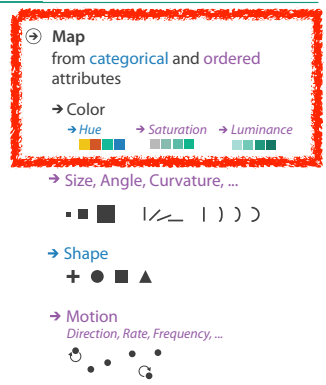 Map
from categorical and ordered
attributes
→ Color
→ Hue → Saturation → Luminance
→ Size, Angle, Curvature, ...
→ Shape
→ Motion
Direction, Rate, Frequency, ...